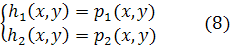 h₁(x,y) = p₁(x,y)
h₂(x,y) = p₂(x,y) (8)